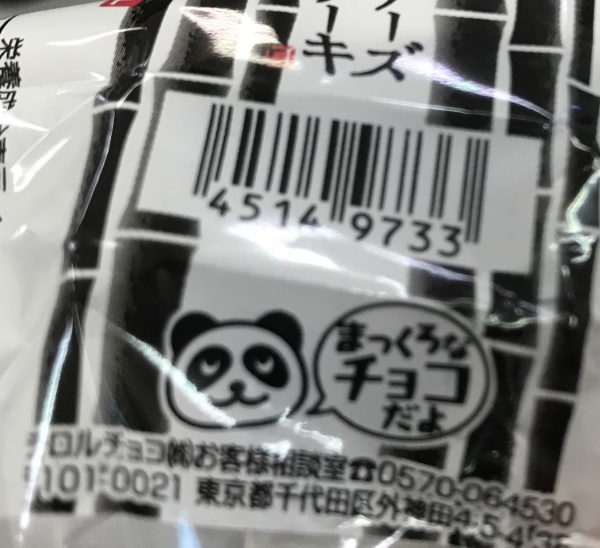 ーズ
ーキ
4514 9733
まっくろな
チョコ
だよ
ロルチョコ㈱お客様相談室☎0570-064530
101-0021 東京都千代田区外神田4-5-4